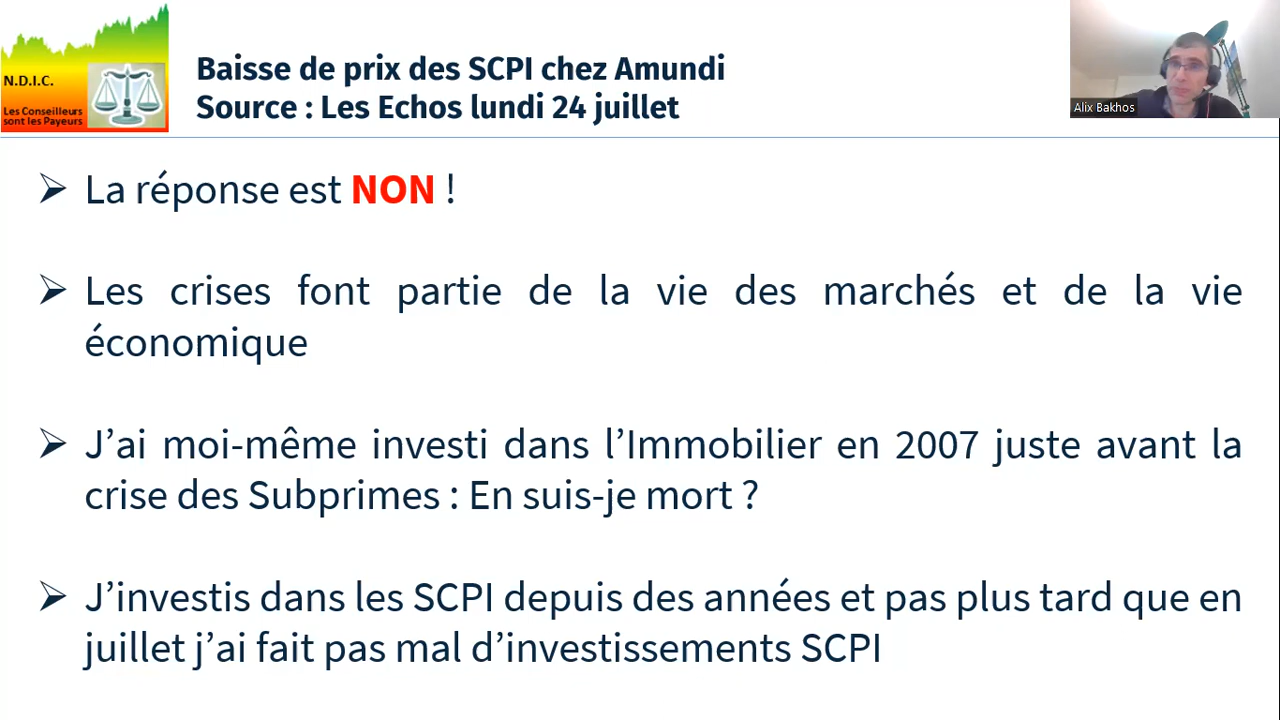 N.D.I.C.
Les Conseilleurs
sont les Payeurs
Baisse de prix des SCPI chez Amundi
Source : Les Echos lundi 24 juillet
Alix Bakhos
➢ La réponse est NON !
➢ Les crises font partie de la vie des marchés et de la vie
économique
➢ J’ai moi-même investi dans l’Immobilier en 2007 juste avant la
crise des Subprimes : En suis-je mort ?
➢ J’investis dans les SCPI depuis des années et pas plus tard que en
juillet j’ai fait pas mal d’investissements SCPI